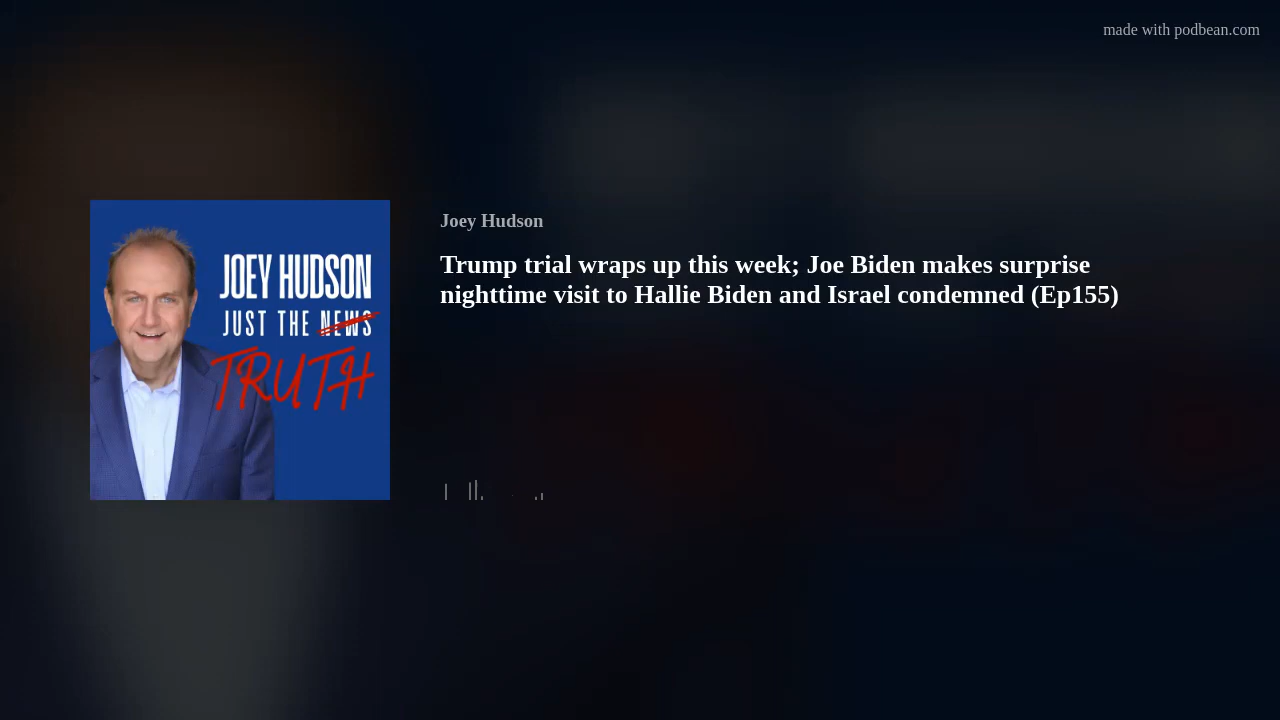 made with podbean.com
JOEY HUDSON
JUST THE NEWS
TRUTH
Joey Hudson
Trump trial wraps up this week; Joe Biden makes surprise
nighttime visit to Hallie Biden and Israel condemned (Ep155)